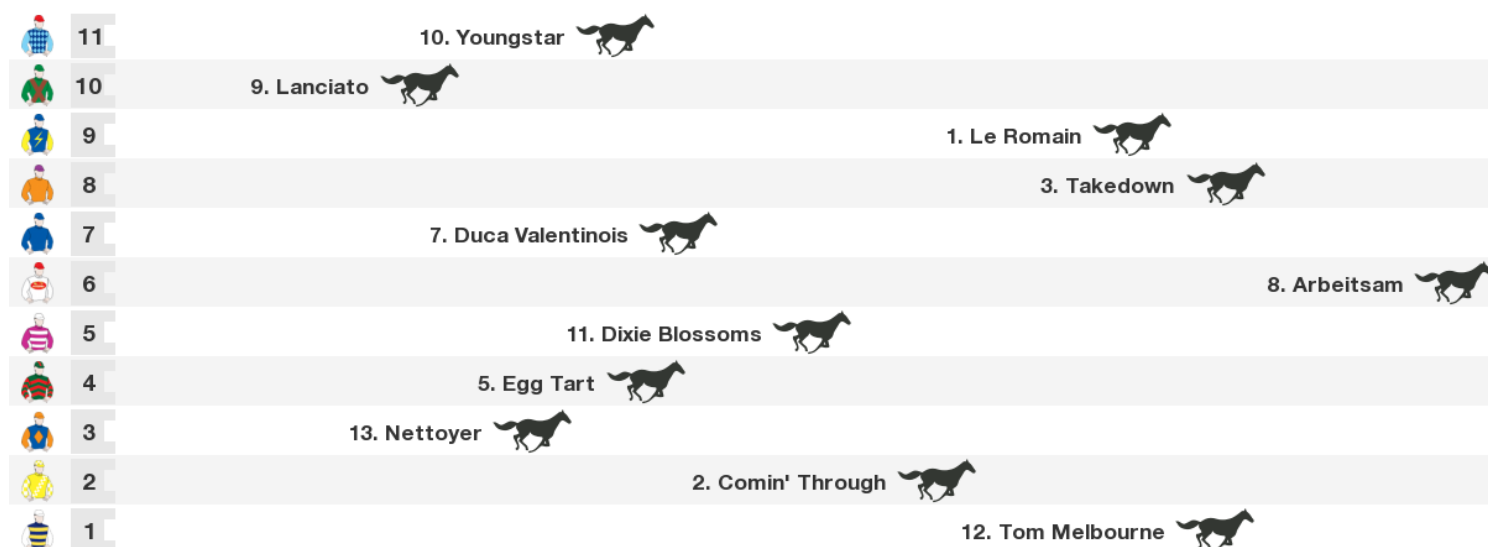 11 10. Youngstar
10 9. Lanciato
9 1. Le Romain
8 3. Takedown
7 7. Duca Valentinois
6 8. Arbeitsam
5 11. Dixie Blossoms
4 5. Egg Tart
3 13. Nettoyer
2 2. Comin' Through
1 12. Tom Melbourne